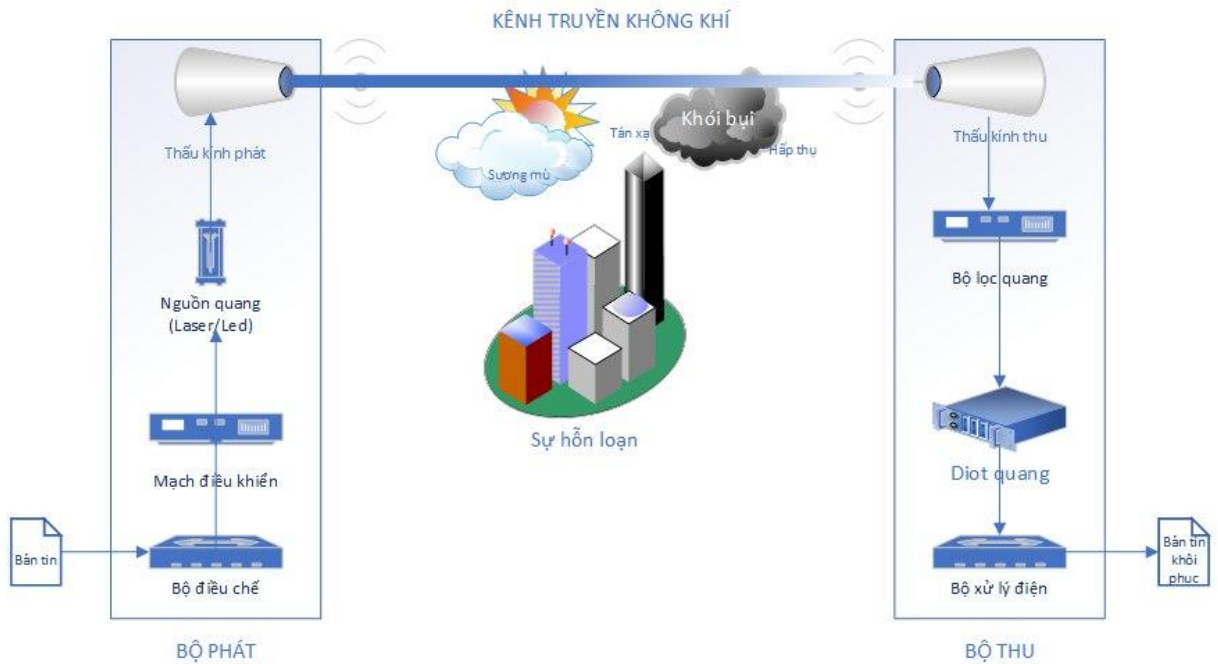 KÊNH TRUYỀN KHÔNG KHÍ
Thấu kính phát
Nguồn quang
(Laser/Led)
Mạch điều khiển
Bản tin
Bộ điều chế
BỘ PHÁT
Sương mù
Tán xạ
Khói bụi
Hấp thụ
Sự hỗn loạn
Thấu kính thu
Bộ lọc quang
Diot quang
Bộ xử lý điện
Bản tin
khôi
phục
BỘ THU